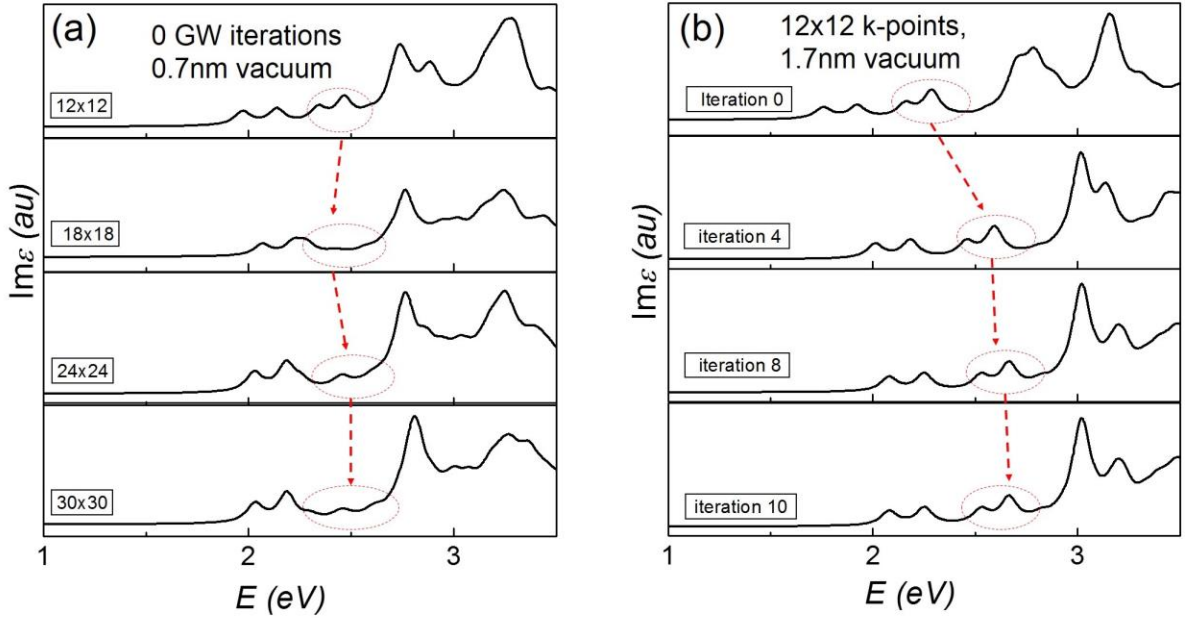 (a)
0 GW iterations
0.7nm vacuum
12x12
18x18
24x24
30x30
Imε (au)
1
2
3
E (eV)
(b)
12x12 k-points,
1.7nm vacuum
Iteration 0
iteration 4
iteration 8
iteration 10
Imε (au)
1
2
3
E (eV)